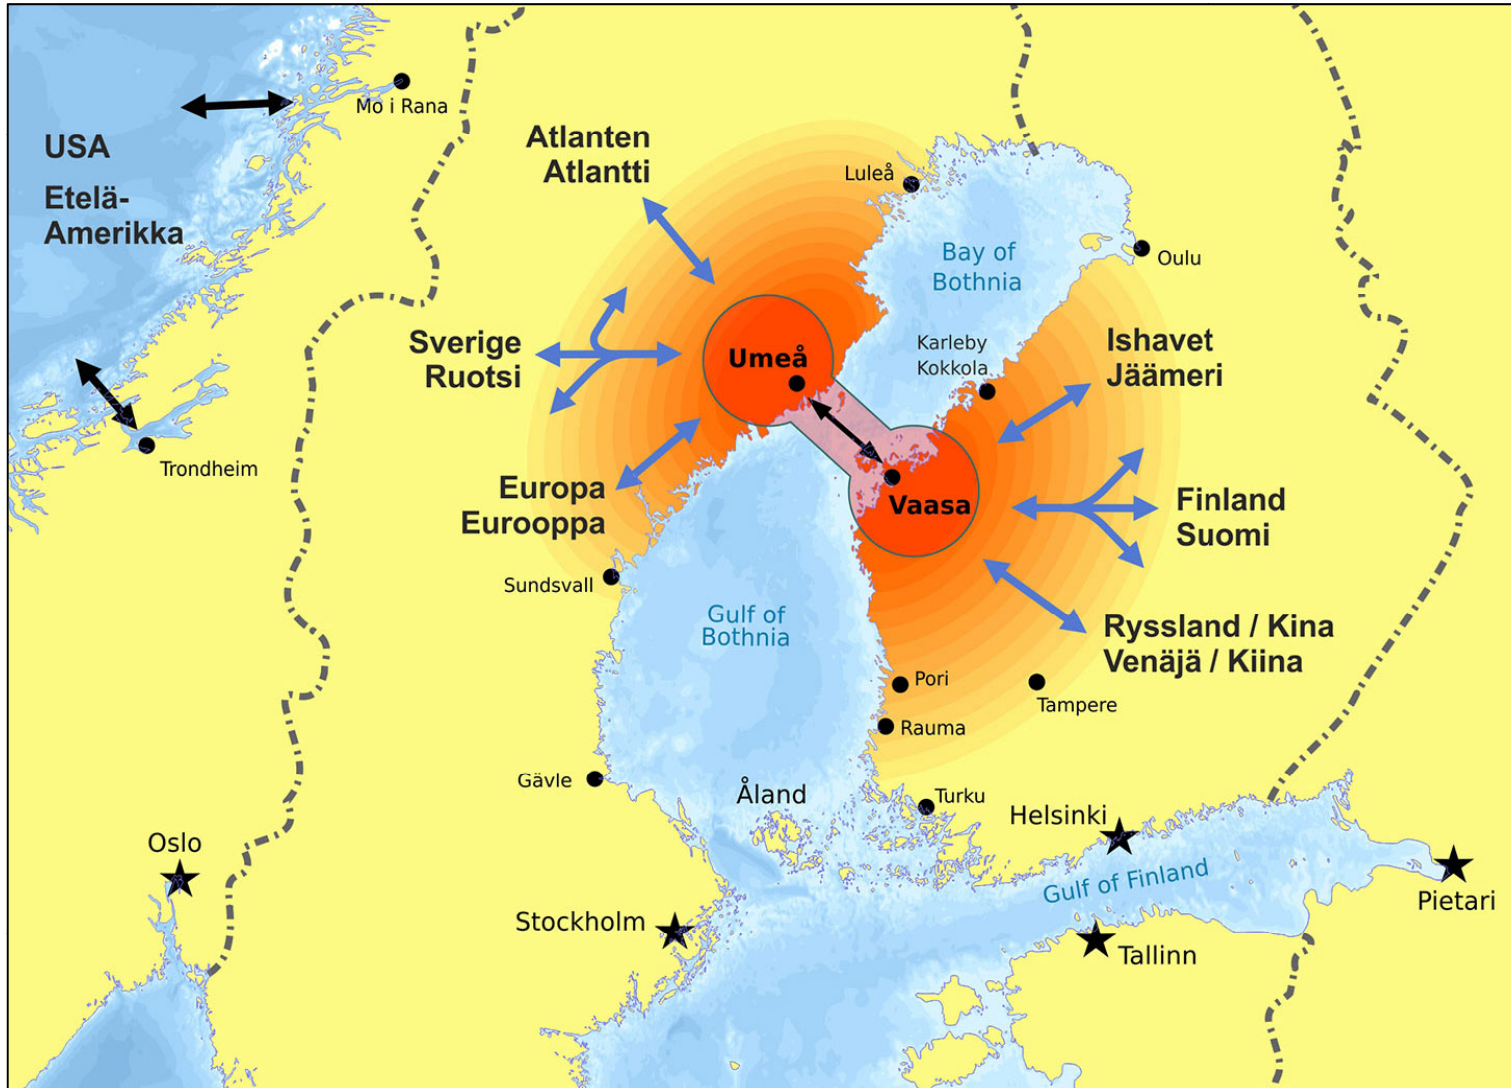 Mo i Rana
USA
Etelä-
Amerikka
Atlanten
Atlantti
Luleå
Bay of
Bothnia
Oulu
Sverige
Ruotsi
Umeå
Karleby
Kokkola
Ishavet
Jäämeri
Trondheim
Europa
Eurooppa
Vaasa
Finland
Suomi
Sundsvall
Gulf of
Bothnia
Ryssland / Kina
Venäjä / Kiina
Pori
Tampere
Rauma
Gävle
Åland
Turku
Helsinki
Oslo
Gulf of Finland
Pietari
Stockholm
Tallinn